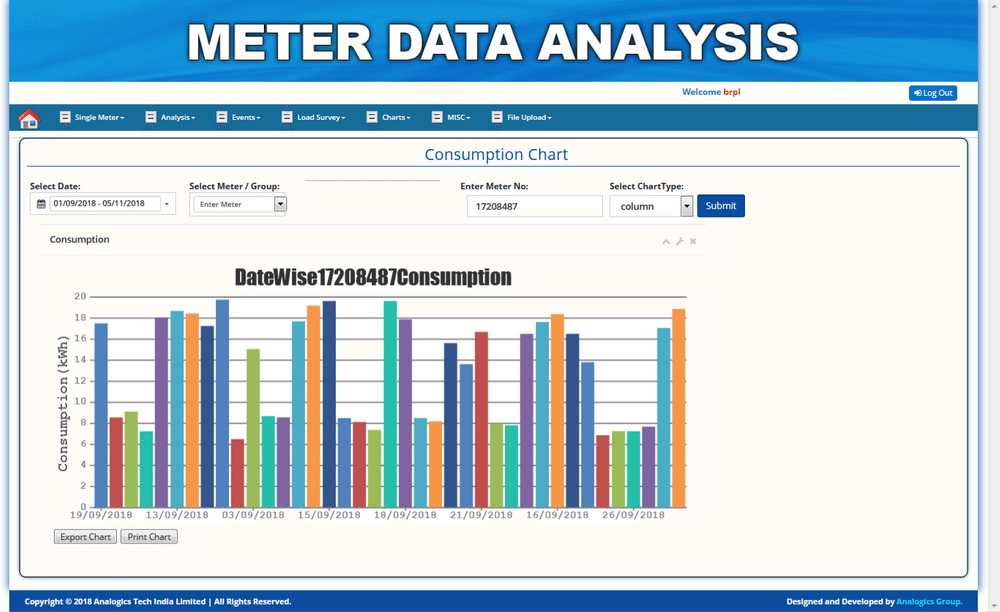 METER DATA ANALYSIS
Welcome brpl
Log Out
Single Meter Analysis Events Load Survey Charts MISC File Upload
Consumption Chart
Select Date: Select Meter / Group: Enter Meter No: Select ChartType:
01/09/2018 - 05/11/2018 Enter Meter 17208487 column Submit
Consumption
DateWise17208487Consumption
Consumption(kWh)
20
18
16
14
12
10
8
6
4
2
0
19/09/2018 13/09/2018 03/09/2018 15/09/2018 18/09/2018 21/09/2018 16/09/2018 26/09/2018
Export Chart Print Chart
Copyright © 2018 Analogics Tech India Limited | All Rights Reserved. Designed and Developed by Analogics Group.